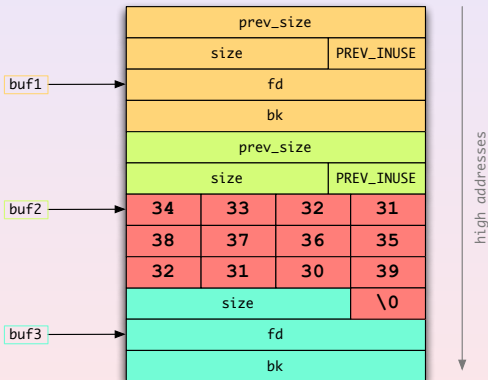 prev_size
size PREV_INUSE
buf1 fd
bk
prev_size
size PREV_INUSE
buf2 34 33 32 31
38 37 36 35
32 31 30 39
size \0
buf3 fd
bk
high addresses